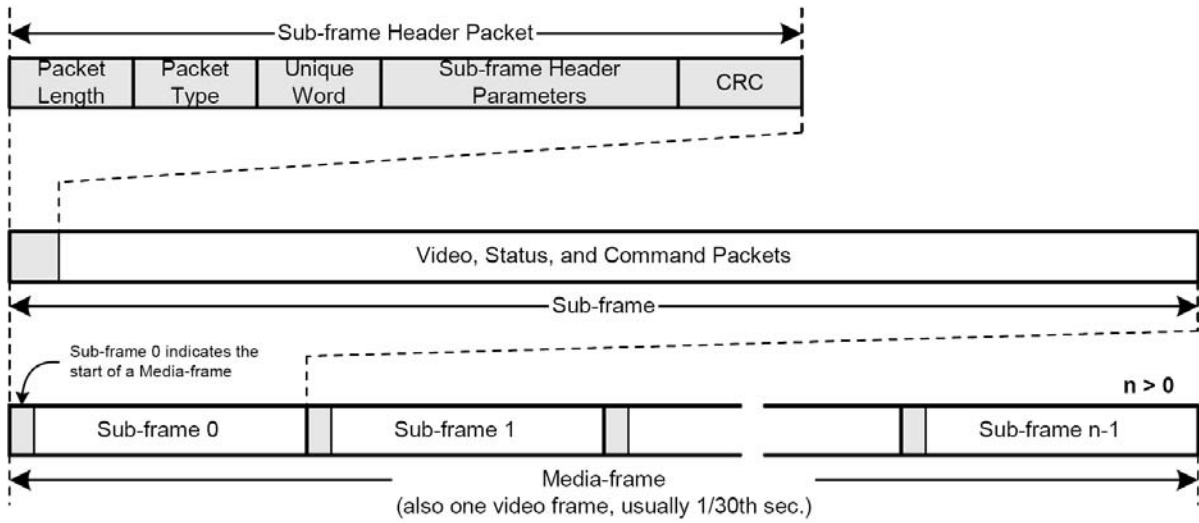 Sub-frame Header Packet
Packet Length
Packet Type
Unique Word
Sub-frame Header Parameters
CRC
Video, Status, and Command Packets
Sub-frame
Sub-frame 0 indicates the
start of a Media-frame
n > 0
Sub-frame 0
Sub-frame 1
Sub-frame n-1
Media-frame
(also one video frame, usually 1/30th sec.)